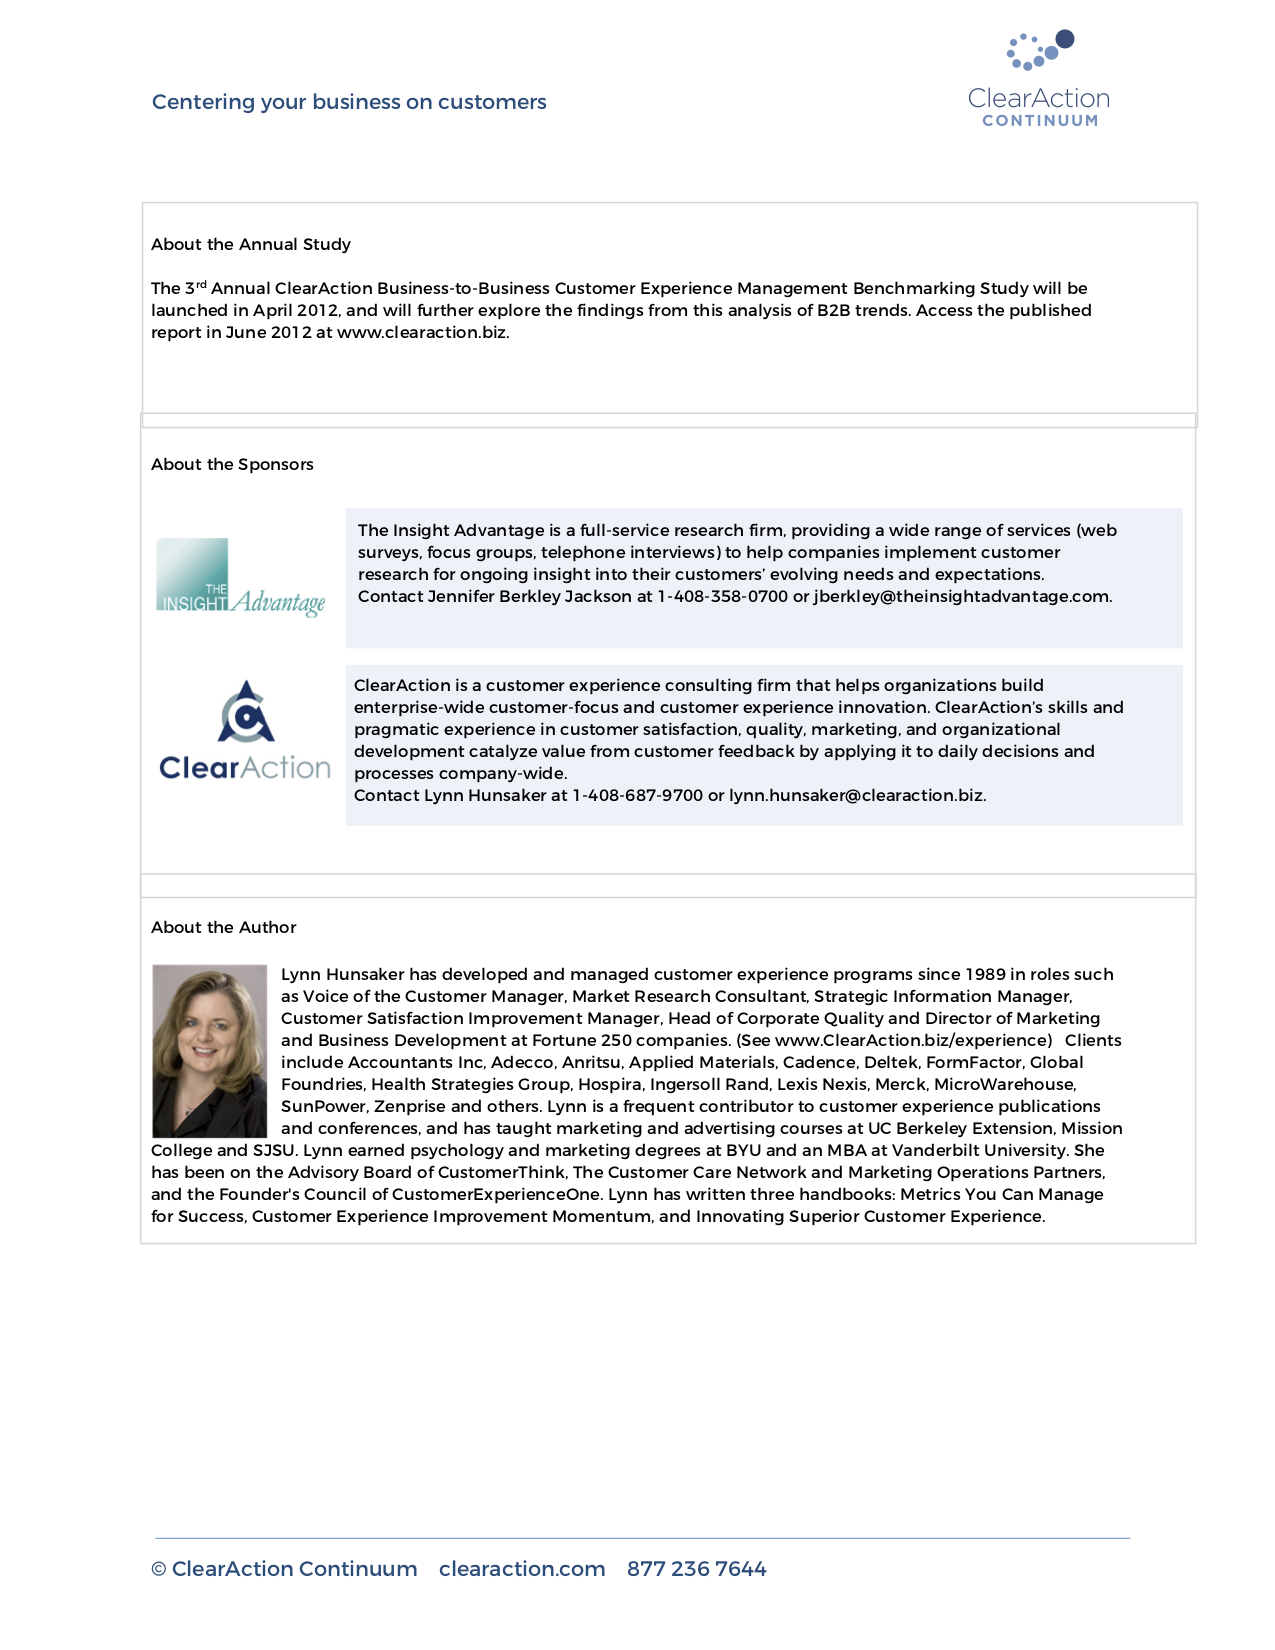 Centering your business on customers
ClearAction
CONTINUUM
About the Annual Study
The 3rd Annual ClearAction Business-to-Business Customer Experience Management Benchmarking Study will be
launched in April 2012, and will further explore the findings from this analysis of B2B trends. Access the published
report in June 2012 at www.clearaction.biz.
About the Sponsors
THE
INSIGHT Advantage
The Insight Advantage is a full-service research firm, providing a wide range of services (web
surveys, focus groups, telephone interviews) to help companies implement customer
research for ongoing insight into their customers’ evolving needs and expectations.
Contact Jennifer Berkley Jackson at 1-408-358-0700 or jberkley@theinsightadvantage.com.
ClearAction
ClearAction is a customer experience consulting firm that helps organizations build
enterprise-wide customer-focus and customer experience innovation. ClearAction’s skills and
pragmatic experience in customer satisfaction, quality, marketing, and organizational
development catalyze value from customer feedback by applying it to daily decisions and
processes company-wide.
Contact Lynn Hunsaker at 1-408-687-9700 or lynn.hunsaker@clearaction.biz.
About the Author
Lynn Hunsaker has developed and managed customer experience programs since 1989 in roles such
as Voice of the Customer Manager, Market Research Consultant, Strategic Information Manager,
Customer Satisfaction Improvement Manager, Head of Corporate Quality and Director of Marketing
and Business Development at Fortune 250 companies. (See www.ClearAction.biz/experience) Clients
include Accountants Inc, Adecco, Anritsu, Applied Materials, Cadence, Deltek, FormFactor, Global
Foundries, Health Strategies Group, Hospira, Ingersoll Rand, Lexis Nexis, Merck, MicroWarehouse,
SunPower, Zenprise and others. Lynn is a frequent contributor to customer experience publications
and conferences, and has taught marketing and advertising courses at UC Berkeley Extension, Mission
College and SJSU. Lynn earned psychology and marketing degrees at BYU and an MBA at Vanderbilt University. She
has been on the Advisory Board of CustomerThink, The Customer Care Network and Marketing Operations Partners,
and the Founder's Council of CustomerExperienceOne. Lynn has written three handbooks: Metrics You Can Manage
for Success, Customer Experience Improvement Momentum, and Innovating Superior Customer Experience.
© ClearAction Continuum clearaction.com 877 236 7644